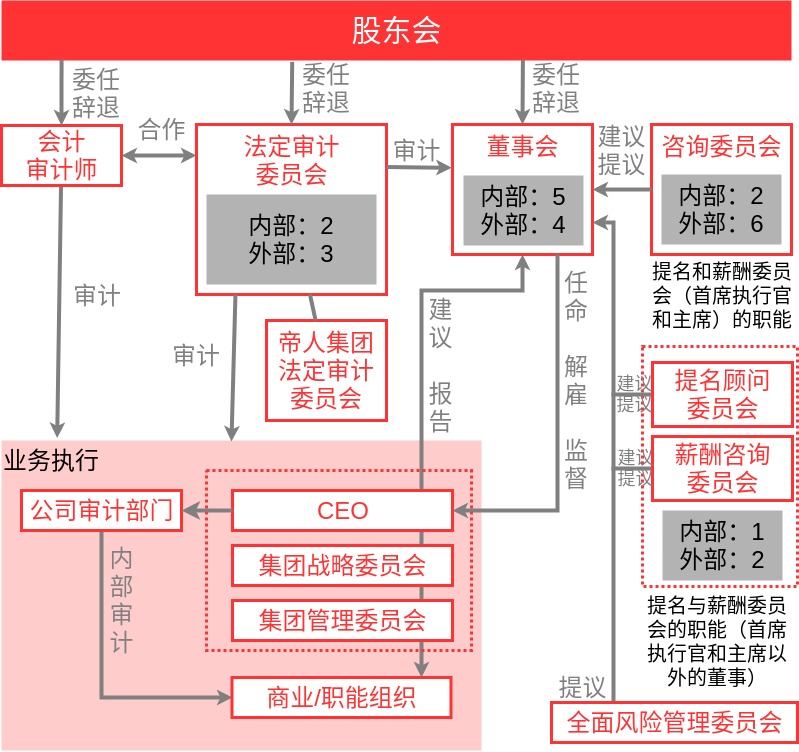 股东会
委任
辞退
委任
辞退
委任
辞退
会计
审计师
合作
法定审计
委员会
内部：2
外部：3
审计
董事会
内部：5
外部：4
建议
提议
咨询委员会
内部：2
外部：6
提名和薪酬委员
会（首席执行官
和主席）的职能
审计
审计
帝人集团
法定审计
委员会
建
议
报
告
任
命
解
雇
监
督
建议
提议
提名顾问
委员会
建议
提议
薪酬咨询
委员会
内部：1
外部：2
提名与薪酬委员
会的职能（首席
执行官和主席以
外的董事）
业务执行
公司审计部门
CEO
集团战略委员会
集团管理委员会
内
部
审
计
商业/职能组织
提议
全面风险管理委员会